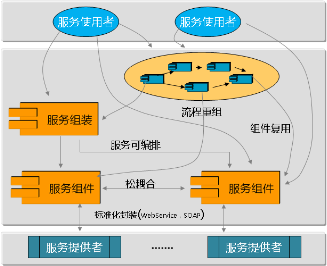 服务使用者
服务使用者
流程重组
服务组装
组件复用
服务可编排
服务组件
松耦合
服务组件
标准化封装(WebService，SOAP)
服务提供者
.......
服务提供者